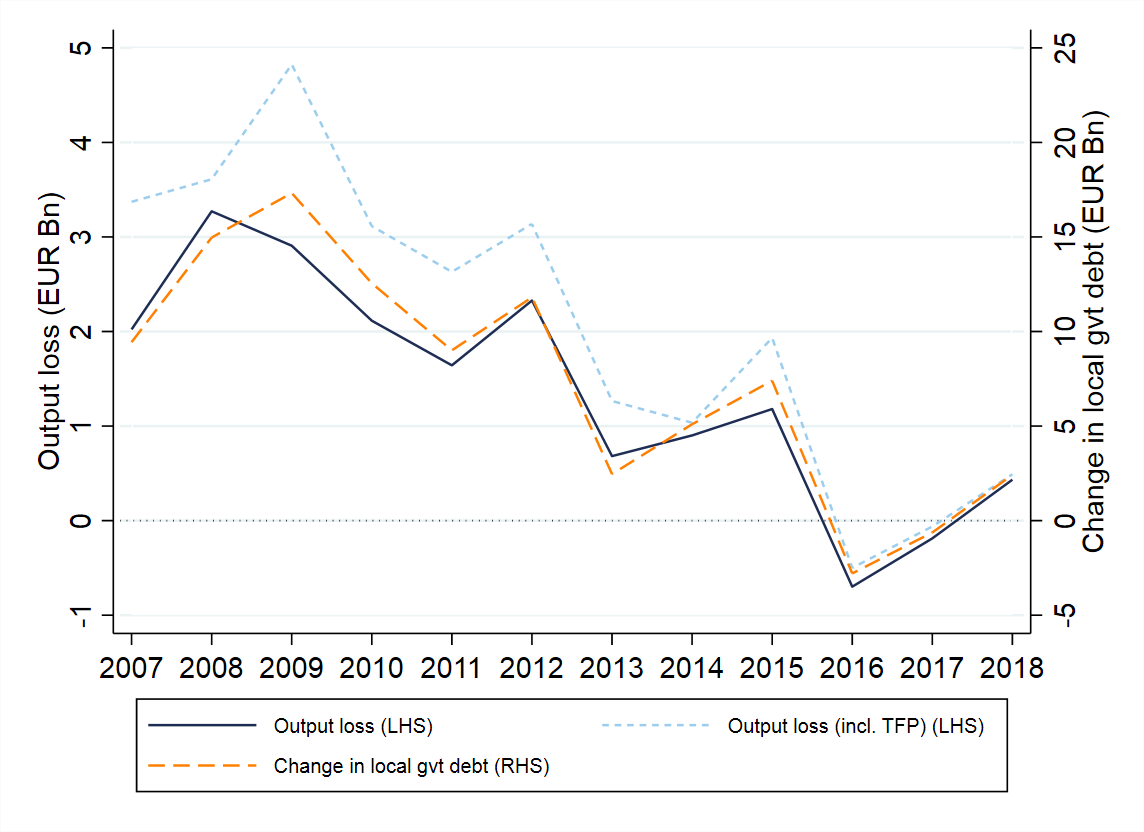 Output loss (EUR Bn)
5
4
3
2
1
0
-1
25
20
15
10
5
0
-5
Change in local gvt debt (EUR Bn)
2007 2008 2009 2010 2011 2012 2013 2014 2015 2016 2017 2018
Output loss (LHS) Output loss (incl. TFP) (LHS)
Change in local gvt debt (RHS)